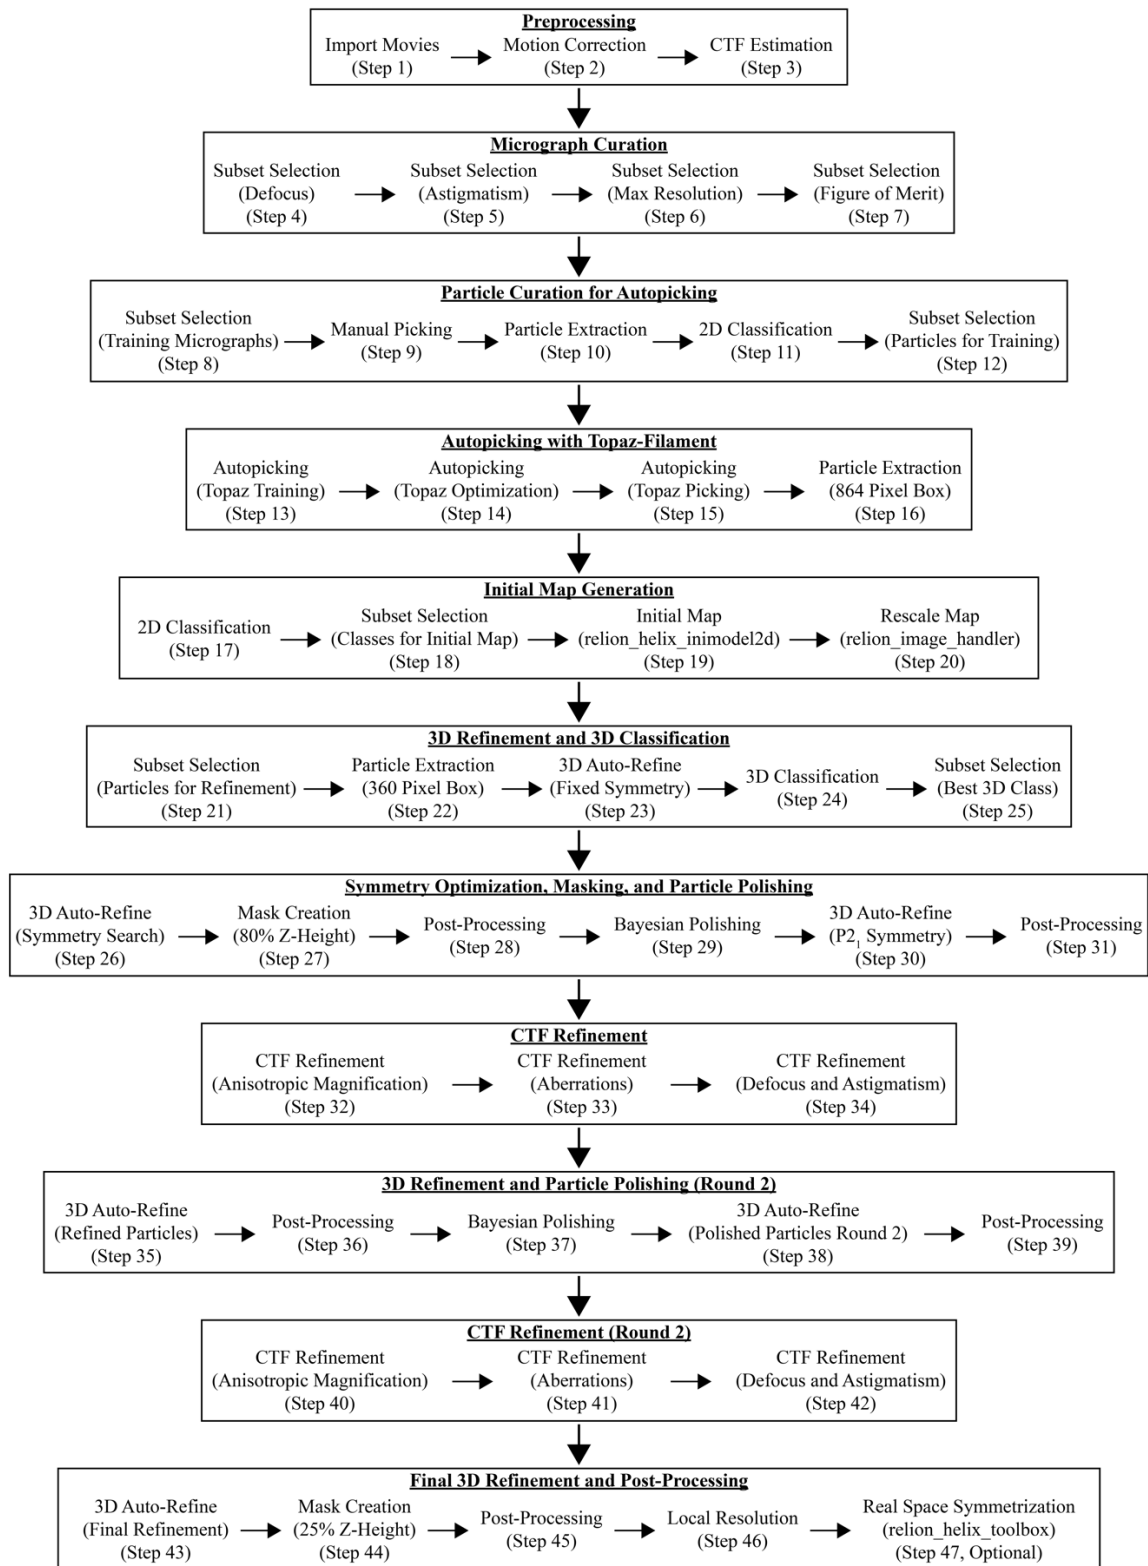 Preprocessing
Import Movies
(Step 1)
Motion Correction
(Step 2)
CTF Estimation
(Step 3)
Micrograph Curation
Subset Selection
(Defocus)
(Step 4)
Subset Selection
(Astigmatism)
(Step 5)
Subset Selection
(Max Resolution)
(Step 6)
Subset Selection
(Figure of Merit)
(Step 7)
Particle Curation for Autopicking
Subset Selection
(Training Micrographs)
(Step 8)
Manual Picking
(Step 9)
Particle Extraction
(Step 10)
2D Classification
(Step 11)
Subset Selection
(Particles for Training)
(Step 12)
Autopicking with Topaz-Filament
Autopicking
(Topaz Training)
(Step 13)
Autopicking
(Topaz Optimization)
(Step 14)
Autopicking
(Topaz Picking)
(Step 15)
Particle Extraction
(864 Pixel Box)
(Step 16)
Initial Map Generation
2D Classification
(Step 17)
Subset Selection
(Classes for Initial Map)
(Step 18)
Initial Map
(relion_helix_inimodel2d)
(Step 19)
Rescale Map
(relion_image_handler)
(Step 20)
3D Refinement and 3D Classification
Subset Selection
(Particles for Refinement)
(Step 21)
Particle Extraction
(360 Pixel Box)
(Step 22)
3D Auto-Refine
(Fixed Symmetry)
(Step 23)
3D Classification
(Step 24)
Subset Selection
(Best 3D Class)
(Step 25)
Symmetry Optimization, Masking, and Particle Polishing
3D Auto-Refine
(Symmetry Search)
(Step 26)
Mask Creation
(80% Z-Height)
(Step 27)
Post-Processing
(Step 28)
Bayesian Polishing
(Step 29)
3D Auto-Refine
(P2₁ Symmetry)
(Step 30)
Post-Processing
(Step 31)
CTF Refinement
CTF Refinement
(Anisotropic Magnification)
(Step 32)
CTF Refinement
(Aberrations)
(Step 33)
CTF Refinement
(Defocus and Astigmatism)
(Step 34)
3D Refinement and Particle Polishing (Round 2)
3D Auto-Refine
(Refined Particles)
(Step 35)
Post-Processing
(Step 36)
Bayesian Polishing
(Step 37)
3D Auto-Refine
(Polished Particles Round 2)
(Step 38)
Post-Processing
(Step 39)
CTF Refinement (Round 2)
CTF Refinement
(Anisotropic Magnification)
(Step 40)
CTF Refinement
(Aberrations)
(Step 41)
CTF Refinement
(Defocus and Astigmatism)
(Step 42)
Final 3D Refinement and Post-Processing
3D Auto-Refine
(Final Refinement)
(Step 43)
Mask Creation
(25% Z-Height)
(Step 44)
Post-Processing
(Step 45)
Local Resolution
(Step 46)
Real Space Symmetrization
(relion_helix_toolbox)
(Step 47, Optional)